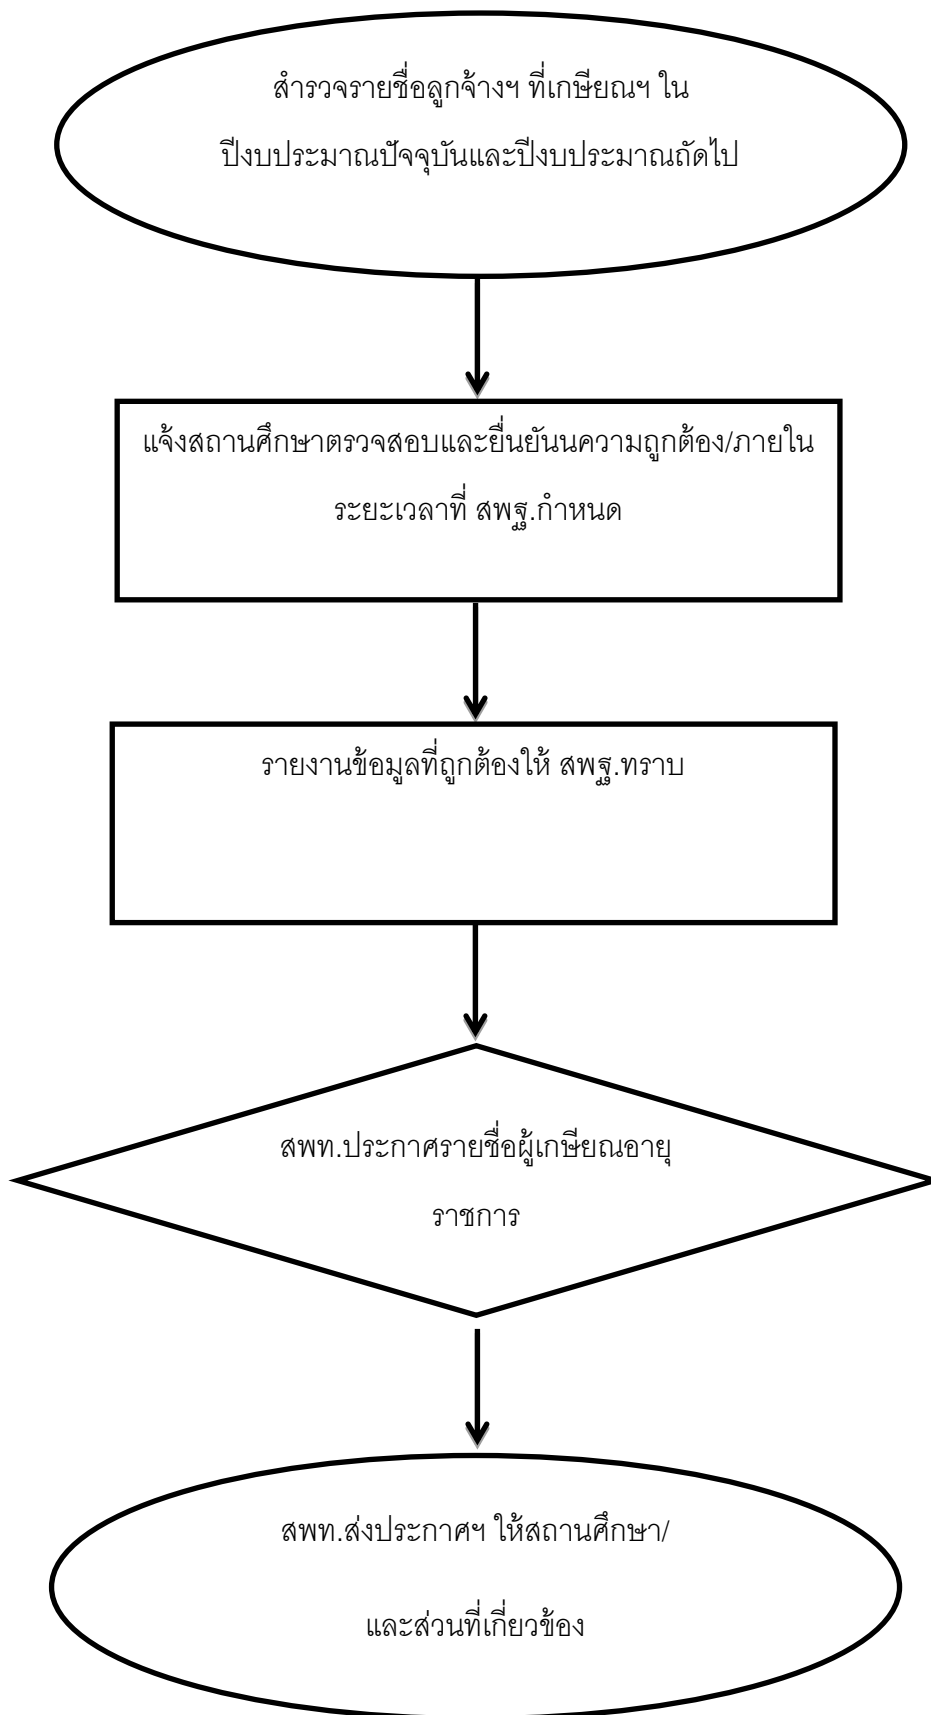 สำรวจรายชื่อลูกจ้างฯ ที่เกษียณฯ ใน
ปีงบประมาณปัจจุบันและปีงบประมาณถัดไป
แจ้งสถานศึกษาตรวจสอบและยื่นยันนความถูกต้อง/ภายใน
ระยะเวลาที่ สพฐ.กำหนด
รายงานข้อมูลที่ถูกต้องให้ สพฐ.ทราบ
สพท.ประกาศรายชื่อผู้เกษียณอายุ
ราชการ
สพท.ส่งประกาศฯ ให้สถานศึกษา/
และส่วนที่เกี่ยวข้อง